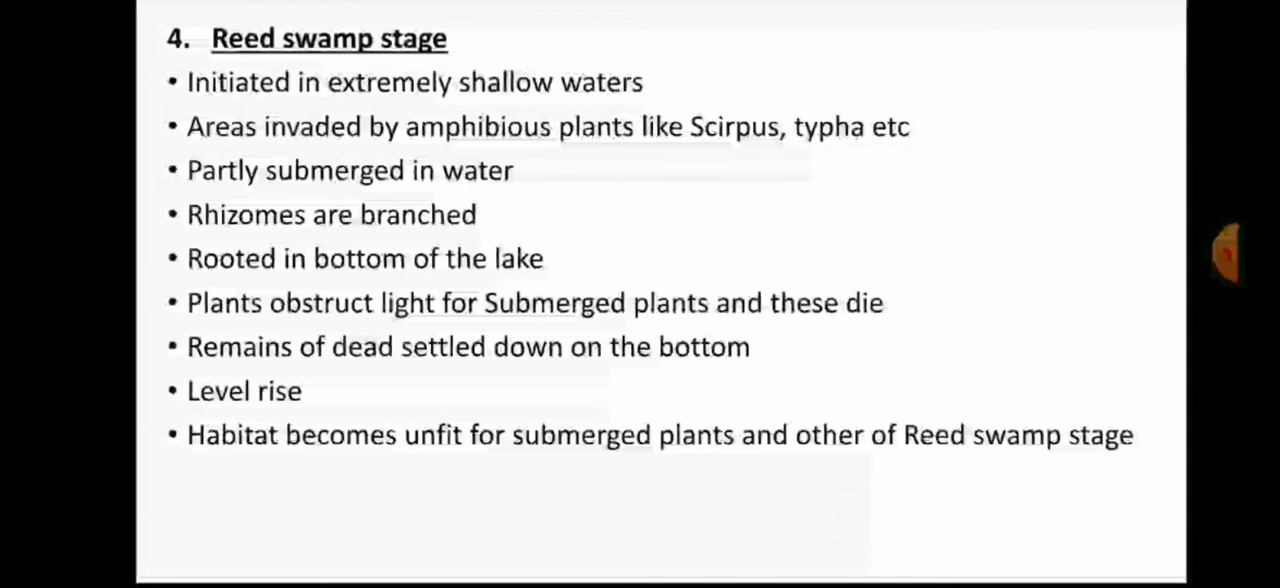 4. Reed swamp stage
• Initiated in extremely shallow waters
• Areas invaded by amphibious plants like Scirpus, typha etc
• Partly submerged in water
• Rhizomes are branched
• Rooted in bottom of the lake
• Plants obstruct light for Submerged plants and these die
• Remains of dead settled down on the bottom
• Level rise
• Habitat becomes unfit for submerged plants and other of Reed swamp stage